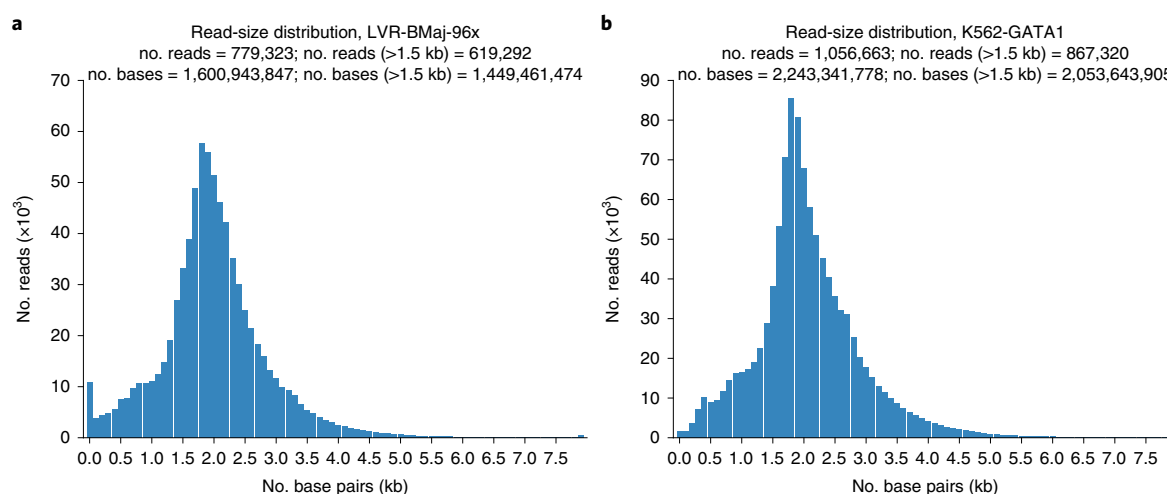 a
Read-size distribution, LVR-BMaj-96x
no. reads = 779,323; no. reads (>1.5 kb) = 619,292
no. bases = 1,600,943,847; no. bases (>1.5 kb) = 1,449,461,474
70
60
50
40
30
20
10
0
No. reads (×10³)
0.0 0.5 1.0 1.5 2.0 2.5 3.0 3.5 4.0 4.5 5.0 5.5 6.0 6.5 7.0 7.5
No. base pairs (kb)
b
Read-size distribution, K562-GATA1
no. reads = 1,056,663; no. reads (>1.5 kb) = 867,320
no. bases = 2,243,341,778; no. bases (>1.5 kb) = 2,053,643,905
90
80
70
60
50
40
30
20
10
0
No. reads (×10³)
0.0 0.5 1.0 1.5 2.0 2.5 3.0 3.5 4.0 4.5 5.0 5.5 6.0 6.5 7.0 7.5
No. base pairs (kb)